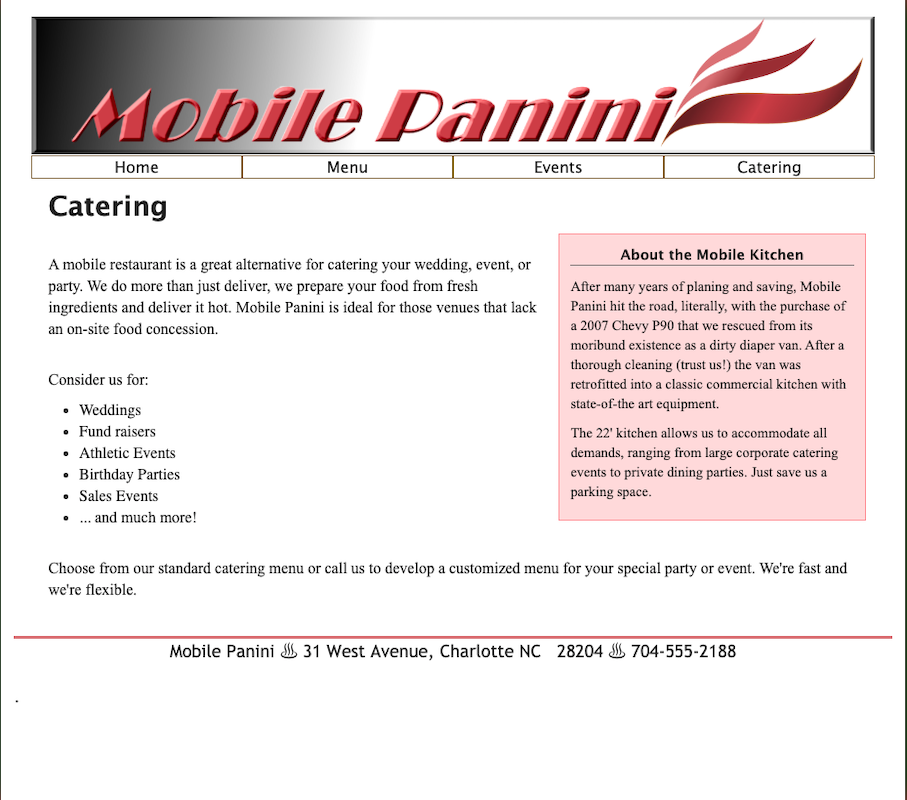 Mobile Panini
Home Menu Events Catering
Catering
A mobile restaurant is a great alternative for catering your wedding, event, or
party. We do more than just deliver, we prepare your food from fresh
ingredients and deliver it hot. Mobile Panini is ideal for those venues that lack
an on-site food concession.
Consider us for:
• Weddings
• Fund raisers
• Athletic Events
• Birthday Parties
• Sales Events
• ... and much more!
About the Mobile Kitchen
After many years of planing and saving, Mobile
Panini hit the road, literally, with the purchase of
a 2007 Chevy P90 that we rescued from its
moribund existence as a dirty diaper van. After a
thorough cleaning (trust us!) the van was
retrofitted into a classic commercial kitchen with
state-of-the art equipment.
The 22' kitchen allows us to accommodate all
demands, ranging from large corporate catering
events to private dining parties. Just save us a
parking space.
Choose from our standard catering menu or call us to develop a customized menu for your special party or event. We're fast and
we're flexible.
Mobile Panini ♨ 31 West Avenue, Charlotte NC 28204 ♨ 704-555-2188
.